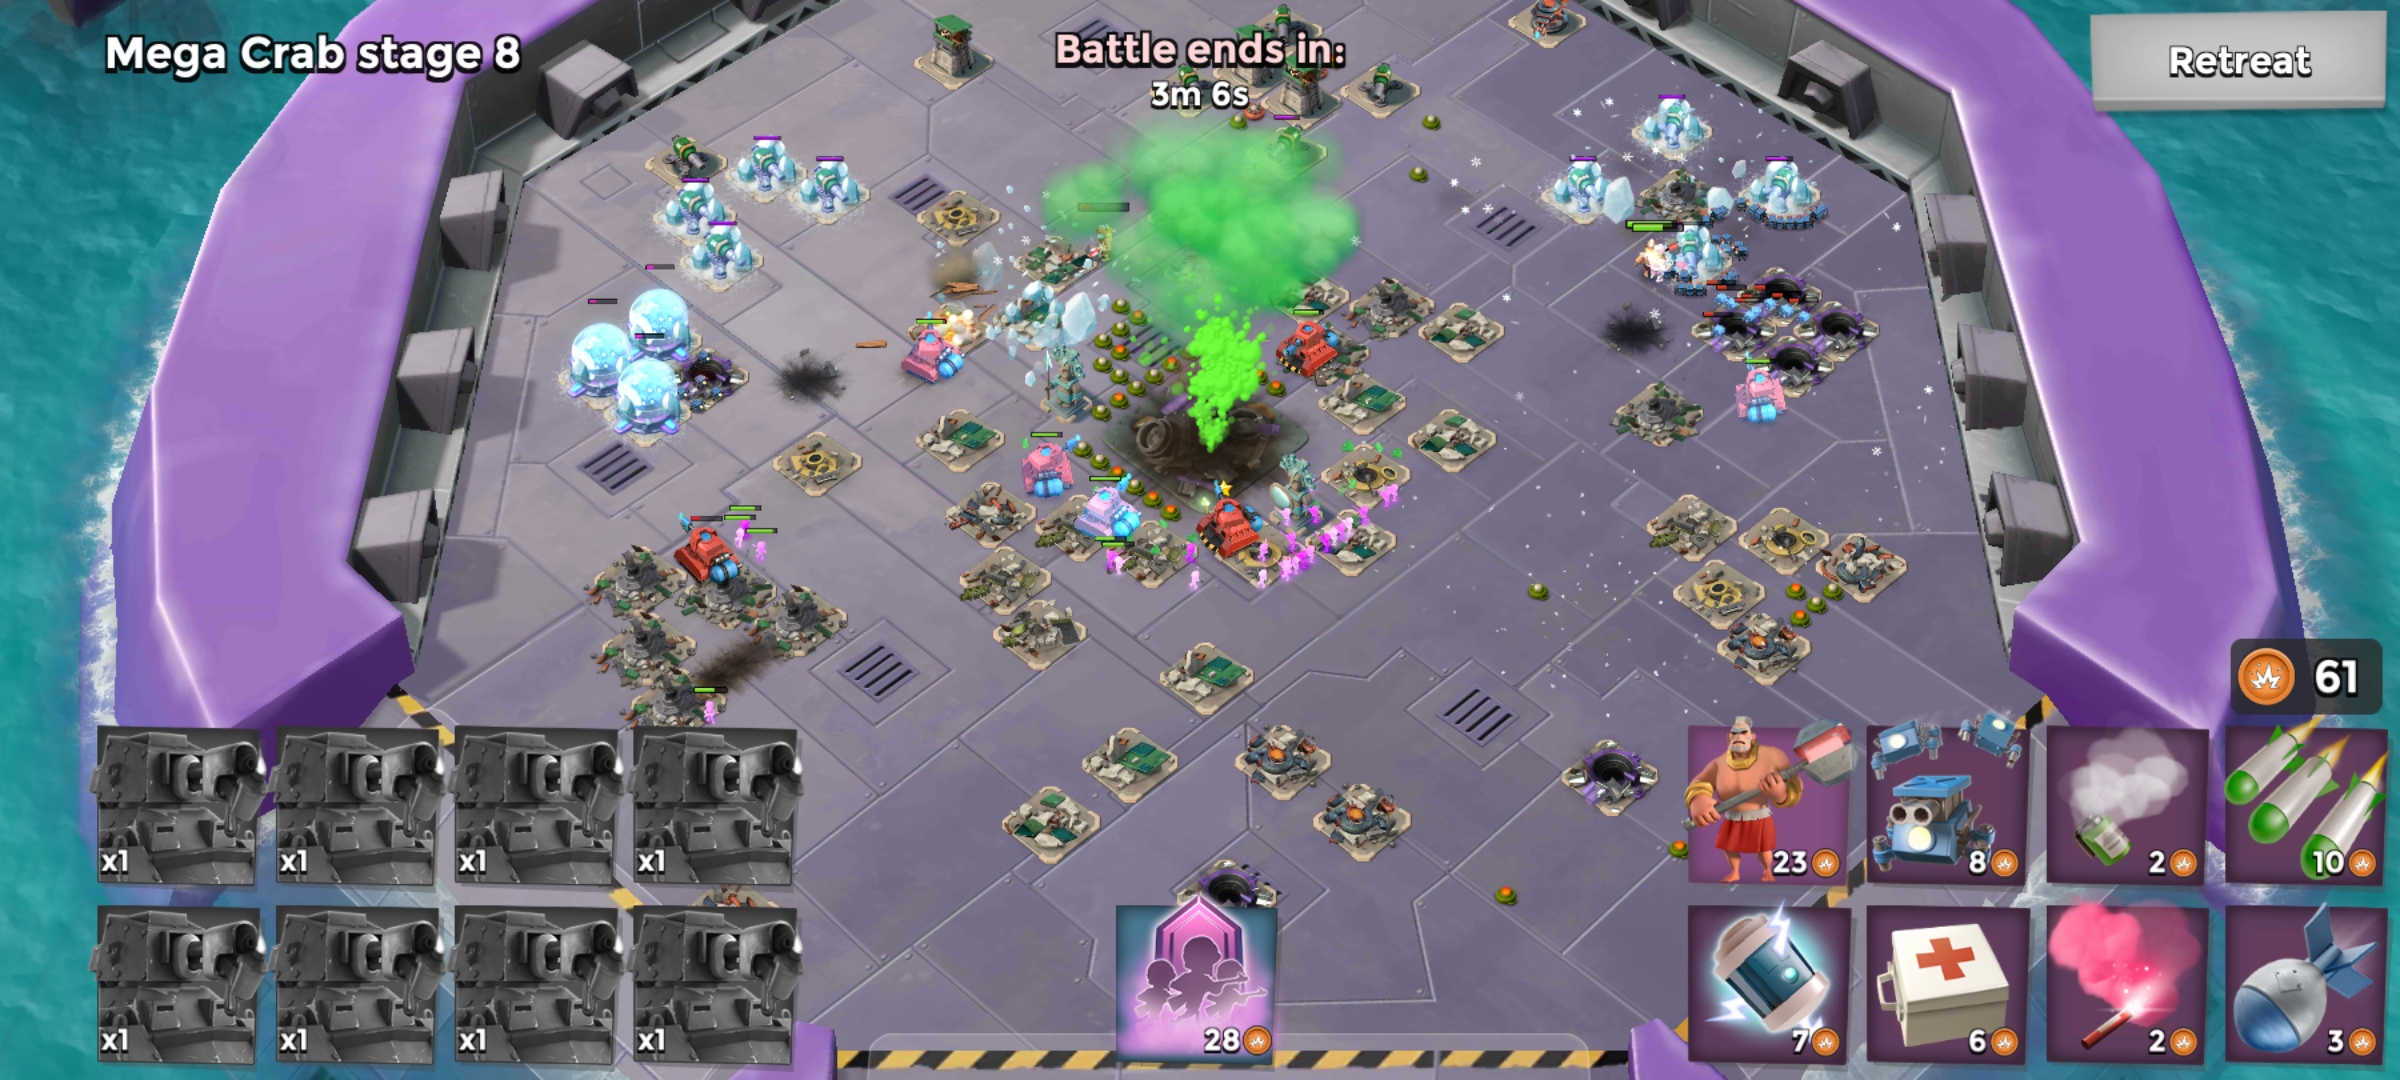 Mega Crab stage 8
Battle ends in:
3m 6s
Retreat
61
x1
x1
x1
x1
23
8
2
10
x1
x1
x1
x1
28
7
6
2
3